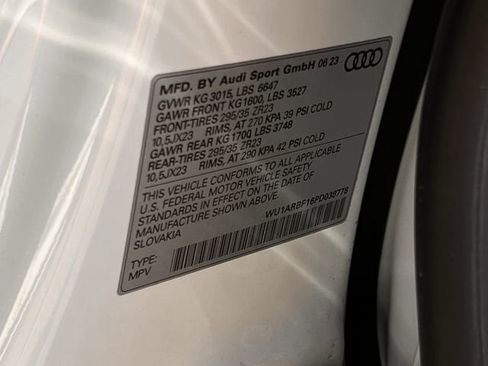 MFD. BY Audi Sport GmbH 06 23
GVWR KG 3015, LBS 6647
GAWR FRONT KG1600, LBS 3527
FRONT-TIRES 295/35 ZR23
10,5JX23 RIMS, AT 270 KPA 39 PSI COLD
GAWR REAR KG 1700 LBS 3748
REAR-TIRES 295/35 ZR23
10,5JX23 RIMS, AT 290 KPA 42 PSI COLD
THIS VEHICLE CONFORMS TO ALL APPLICABLE
U.S. FEDERAL MOTOR VEHICLE SAFETY
STANDARDS IN EFFECT ON THE DATE OF
MANUFACTURE SHOWN ABOVE.
SLOVAKIA
WU1ARBF16PD039778
TYPE:
MPV